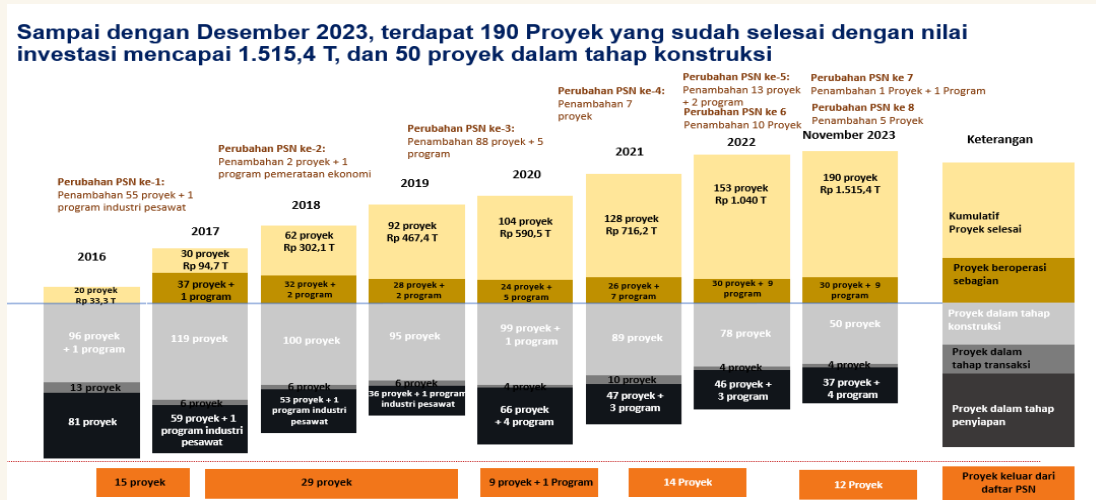 Sampai dengan Desember 2023, terdapat 190 Proyek yang sudah selesai dengan nilai
investasi mencapai 1.515,4 T, dan 50 proyek dalam tahap konstruksi
Perubahan PSN ke-1:
Penambahan 55 proyek + 1
program industri pesawat
Perubahan PSN ke-2:
Penambahan 2 proyek + 1
program pemerataan ekonomi
Perubahan PSN ke-3:
Penambahan 88 proyek + 5
program
Perubahan PSN ke-4:
Penambahan 7
proyek
Perubahan PSN ke-5:
Penambahan 13 proyek
+ 2 program
Perubahan PSN ke 6
Penambahan 10 Proyek
Perubahan PSN ke 7
Penambahan 1 Proyek + 1 Program
Perubahan PSN ke 8
Penambahan 5 Proyek
2016
20 proyek
Rp 33,3 T
96 proyek
+ 1 program
13 proyek
81 proyek
2017
30 proyek
Rp 94,7 T
37 proyek +
1 program
119 proyek
6 proyek
59 proyek + 1
program industri
pesawat
2018
62 proyek
Rp 302,1 T
32 proyek +
2 program
100 proyek
6 proyek
53 proyek + 1
program industri
pesawat
2019
92 proyek
Rp 467,4 T
28 proyek +
2 program
95 proyek
6 proyek
36 proyek + 1 program
industri pesawat
2020
104 proyek
Rp 590,5 T
24 proyek +
5 program
99 proyek +
1 program
4 proyek
66 proyek
+ 4 program
2021
128 proyek
Rp 716,2 T
26 proyek +
7 program
89 proyek
10 proyek
47 proyek +
3 program
2022
153 proyek
Rp 1.040 T
30 proyek + 9
program
78 proyek
4 proyek
46 proyek +
3 program
November 2023
190 proyek
Rp 1.515,4 T
30 proyek + 9
program
50 proyek
4 proyek
37 proyek +
4 program
Keterangan
Kumulatif
Proyek selesai
Proyek beroperasi
sebagian
Proyek dalam tahap
konstruksi
Proyek dalam
tahap transaksi
Proyek dalam tahap
penyiapan
15 proyek
29 proyek
9 proyek + 1 Program
14 Proyek
12 Proyek
Proyek keluar dari
daftar PSN